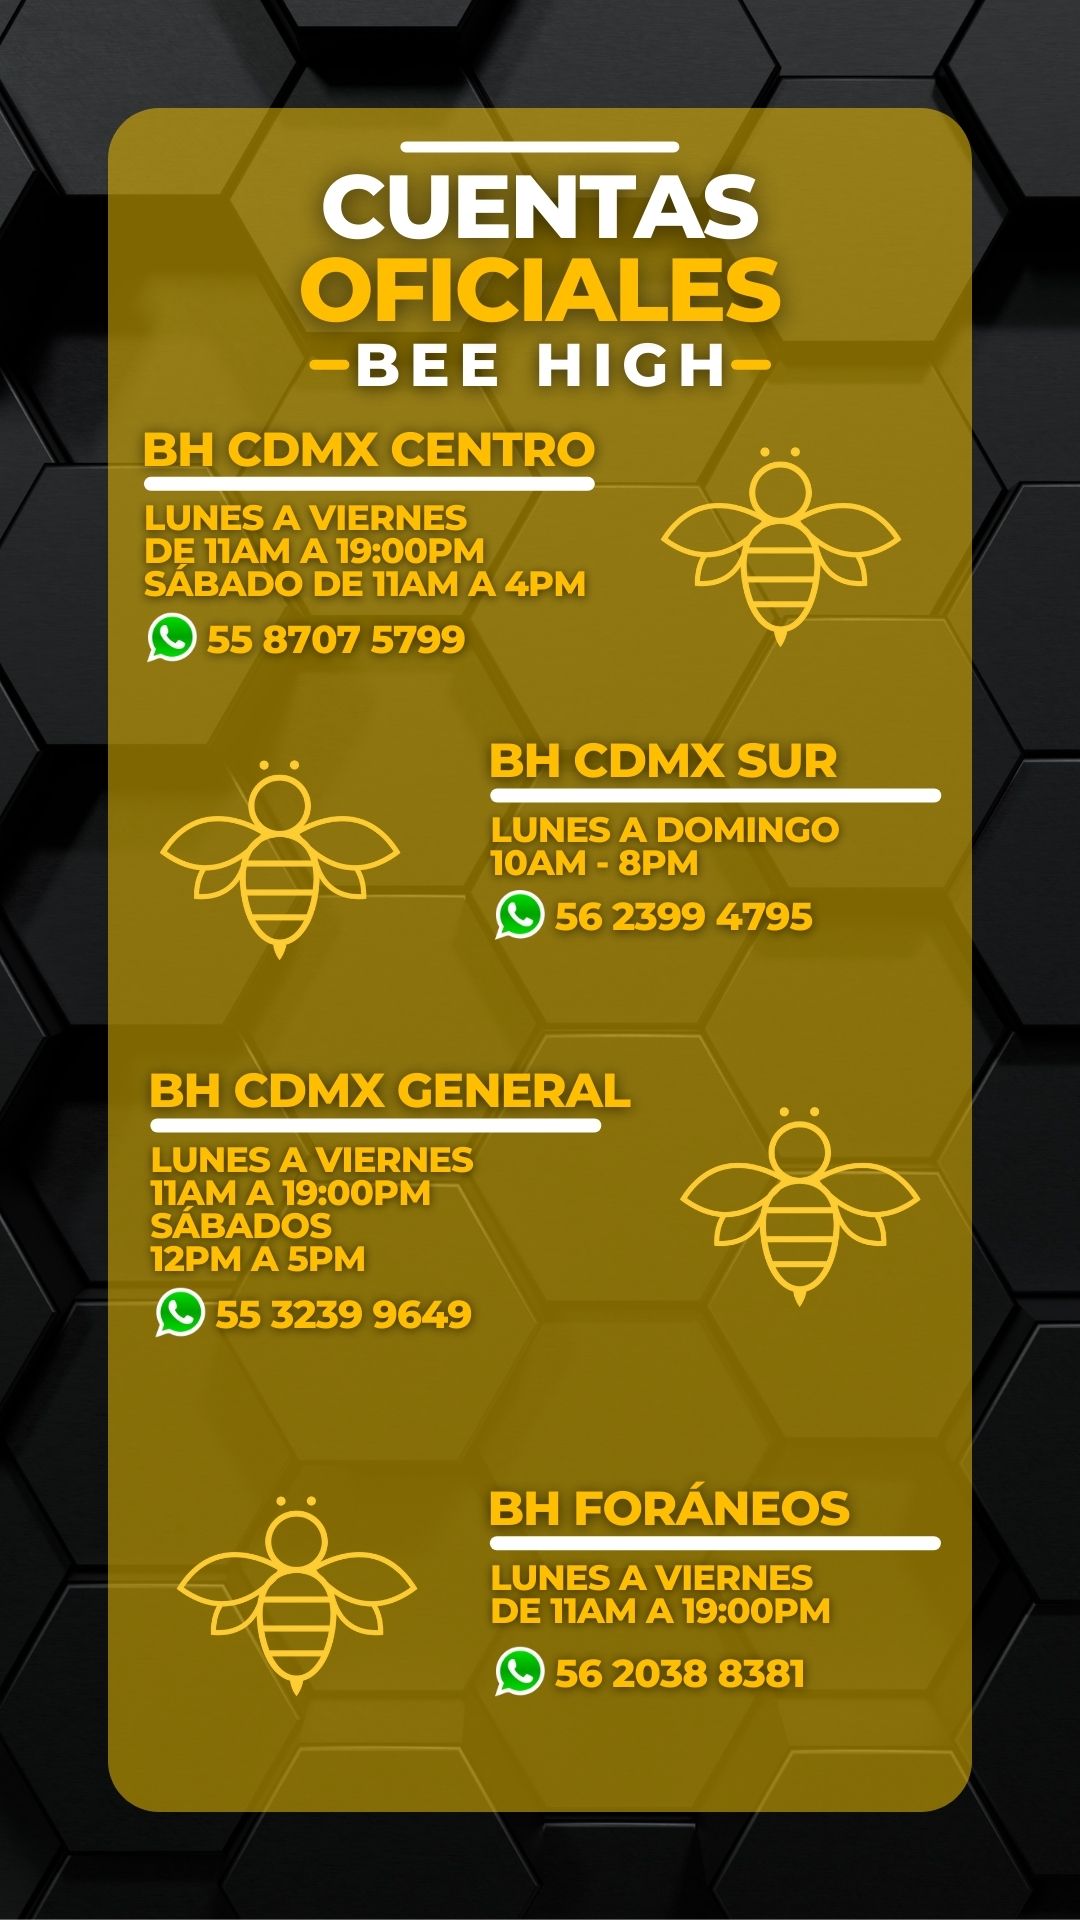 CUENTAS
OFICIALES
BEE HIGH
BH CDMX CENTRO
LUNES A VIERNES
DE 11AM A 19:00PM
SÁBADO DE 11AM A 4PM
55 8707 5799
BH CDMX SUR
LUNES A DOMINGO
10AM - 8PM
56 2399 4795
BH CDMX GENERAL
LUNES A VIERNES
11AM A 19:00PM
SÁBADOS
12PM A 5PM
55 3239 9649
BH FORÁNEOS
LUNES A VIERNES
DE 11AM A 19:00PM
56 2038 8381